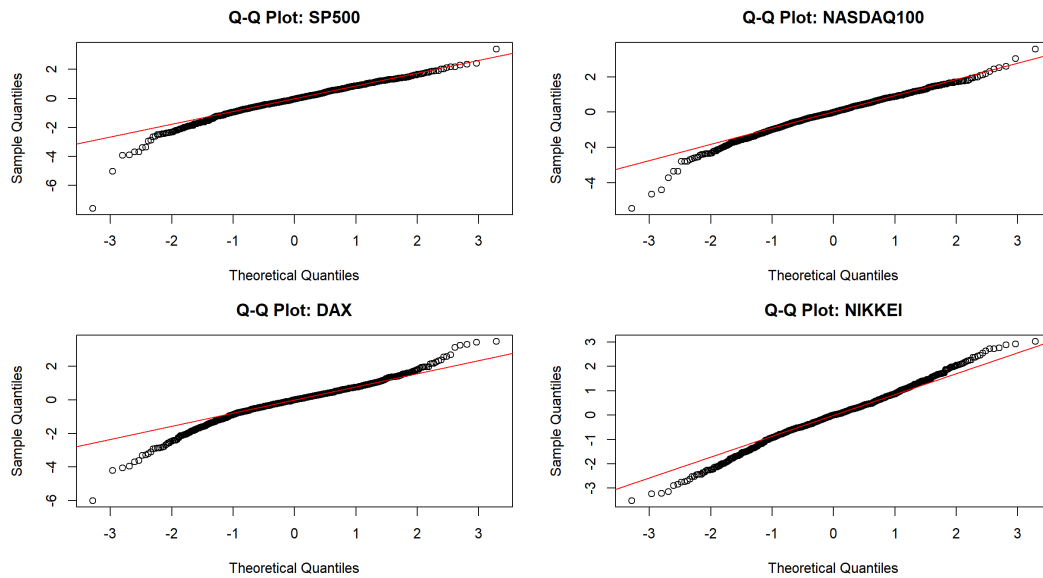 Q-Q Plot: SP500
Sample Quantiles
2
0
-2
-4
-6
-3 -2 -1 0 1 2 3
Theoretical Quantiles
Q-Q Plot: NASDAQ100
Sample Quantiles
2
0
-2
-4
-3 -2 -1 0 1 2 3
Theoretical Quantiles
Q-Q Plot: DAX
Sample Quantiles
2
0
-2
-4
-6
-3 -2 -1 0 1 2 3
Theoretical Quantiles
Q-Q Plot: NIKKEI
Sample Quantiles
3
2
1
0
-1
-2
-3
-3 -2 -1 0 1 2 3
Theoretical Quantiles